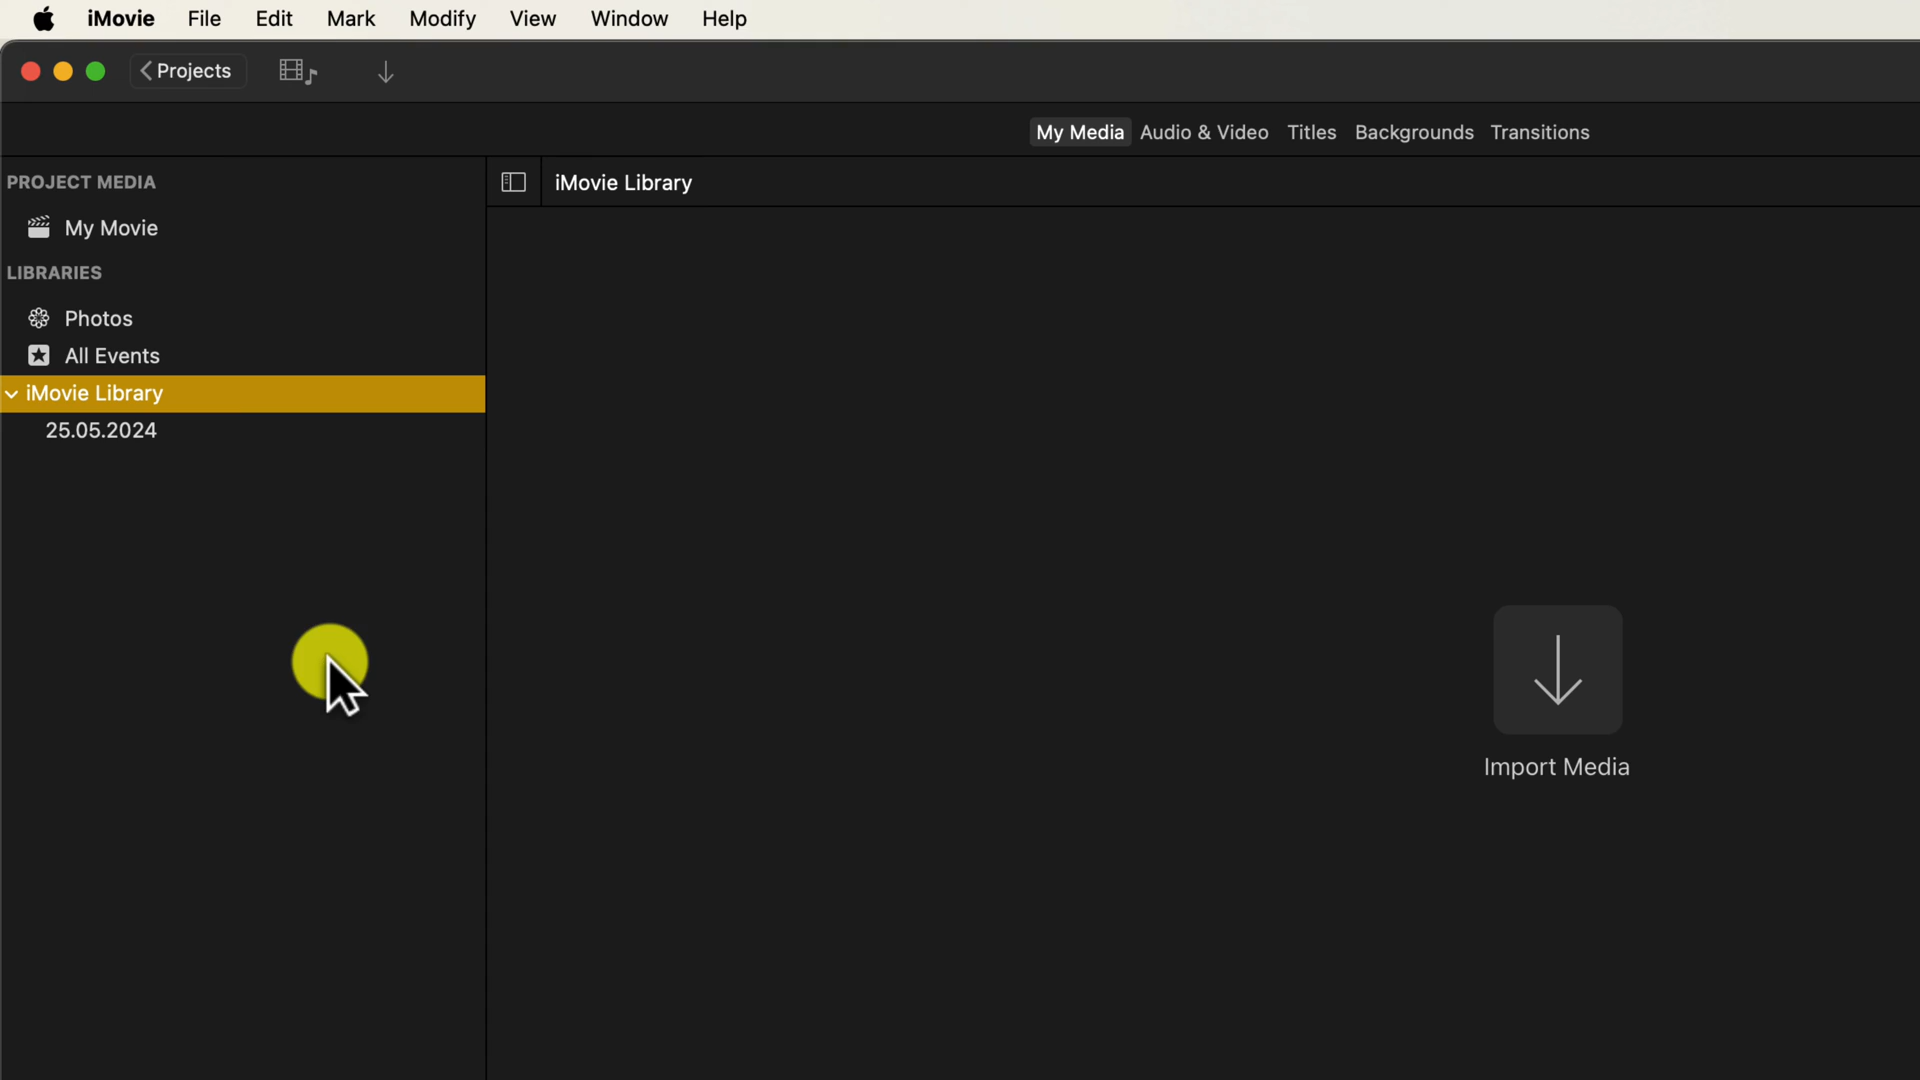 iMovie File Edit Mark Modify View Window Help
Projects
My Media Audio & Video Titles Backgrounds Transitions
PROJECT MEDIA
My Movie
LIBRARIES
Photos
All Events
iMovie Library
25.05.2024
iMovie Library
Import Media